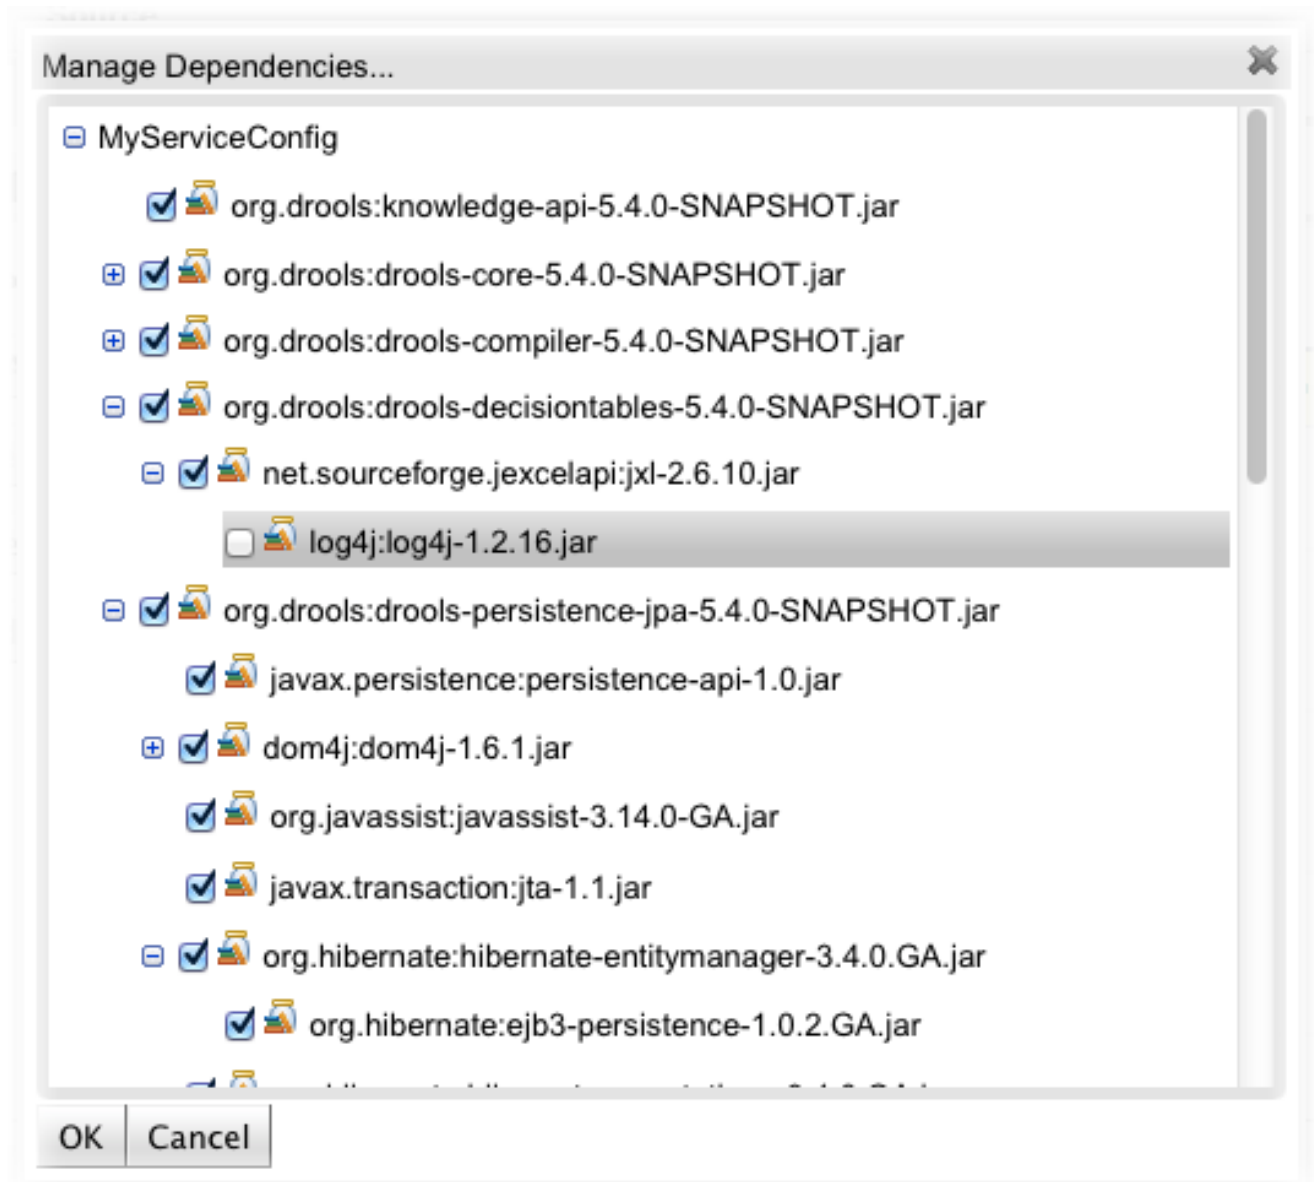 Manage Dependencies...
MyServiceConfig
org.drools:knowledge-api-5.4.0-SNAPSHOT.jar
org.drools:drools-core-5.4.0-SNAPSHOT.jar
org.drools:drools-compiler-5.4.0-SNAPSHOT.jar
org.drools:drools-decisiontables-5.4.0-SNAPSHOT.jar
net.sourceforge.jexcelapi:jxl-2.6.10.jar
log4j:log4j-1.2.16.jar
org.drools:drools-persistence-jpa-5.4.0-SNAPSHOT.jar
javax.persistence:persistence-api-1.0.jar
dom4j:dom4j-1.6.1.jar
org.javassist:javassist-3.14.0-GA.jar
javax.transaction:jta-1.1.jar
org.hibernate:hibernate-entitymanager-3.4.0.GA.jar
org.hibernate:ejb3-persistence-1.0.2.GA.jar
OK Cancel